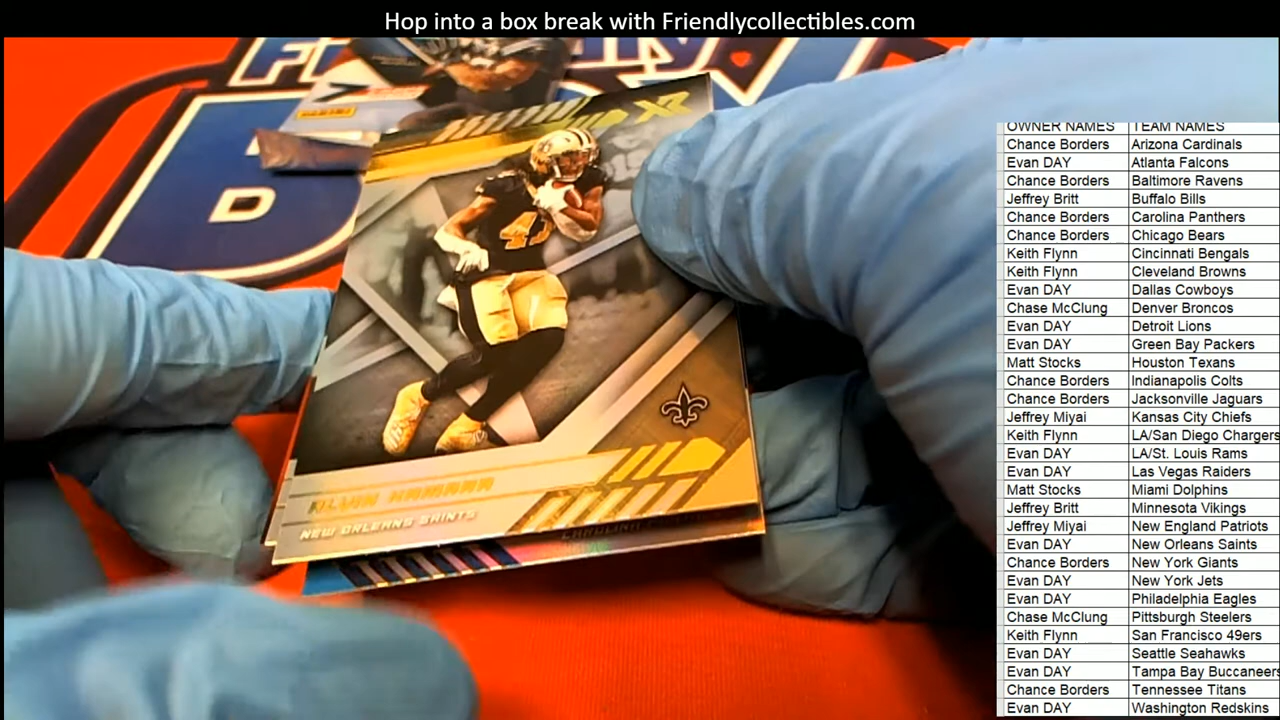 Hop into a box break with Friendlycollectibles.com
XR
D
41
ALVIN KAMARA
NEW ORLEANS SAINTS
OWNER NAMES TEAM NAMES
Chance Borders Arizona Cardinals
Evan DAY Atlanta Falcons
Chance Borders Baltimore Ravens
Jeffrey Britt Buffalo Bills
Chance Borders Carolina Panthers
Chance Borders Chicago Bears
Keith Flynn Cincinnati Bengals
Keith Flynn Cleveland Browns
Evan DAY Dallas Cowboys
Chase McClung Denver Broncos
Evan DAY Detroit Lions
Evan DAY Green Bay Packers
Matt Stocks Houston Texans
Chance Borders Indianapolis Colts
Chance Borders Jacksonville Jaguars
Jeffrey Miyai Kansas City Chiefs
Keith Flynn LA/San Diego Chargers
Evan DAY LA/St. Louis Rams
Evan DAY Las Vegas Raiders
Matt Stocks Miami Dolphins
Jeffrey Britt Minnesota Vikings
Jeffrey Miyai New England Patriots
Evan DAY New Orleans Saints
Chance Borders New York Giants
Evan DAY New York Jets
Evan DAY Philadelphia Eagles
Chase McClung Pittsburgh Steelers
Keith Flynn San Francisco 49ers
Evan DAY Seattle Seahawks
Evan DAY Tampa Bay Buccaneers
Chance Borders Tennessee Titans
Evan DAY Washington Redskins